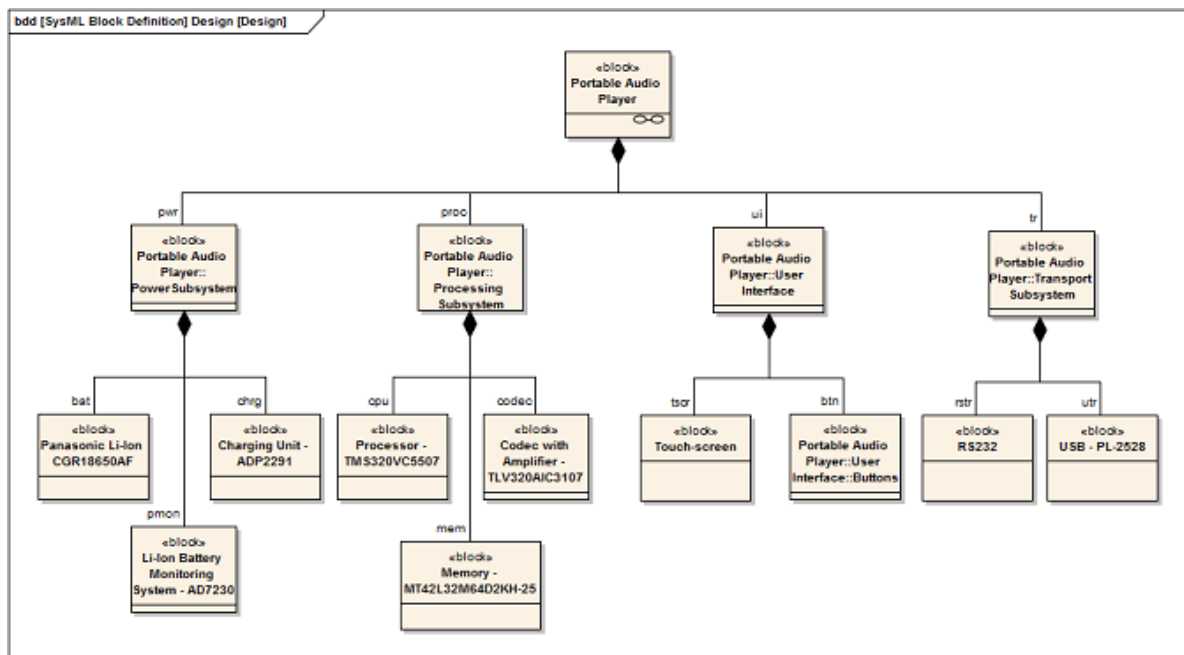 bdd [SysML Block Definition] Design [Design]
«block»
Portable Audio
Player
pwr
proc
ui
tr
«block»
Portable Audio
Player::
PowerSubsystem
«block»
Portable Audio
Player::
Processing
Subsystem
«block»
Portable Audio
Player::User
Interface
«block»
Portable Audio
Player::Transport
Subsystem
bat
chrg
cpu
codec
tscr
btn
rstr
utr
«block»
Panasonic Li-Ion
CGR18650AF
«block»
Charging Unit -
ADP2291
«block»
Processor -
TMS320VC5507
«block»
Codec with
Amplifier -
TLV320AIC3107
«block»
Touch-screen
«block»
Portable Audio
Player::User
Interface::Buttons
«block»
RS232
«block»
USB - PL-2528
pmon
mem
«block»
Li-Ion Battery
Monitoring
System - AD7230
«block»
Memory -
MT42L32M64D2KH-25